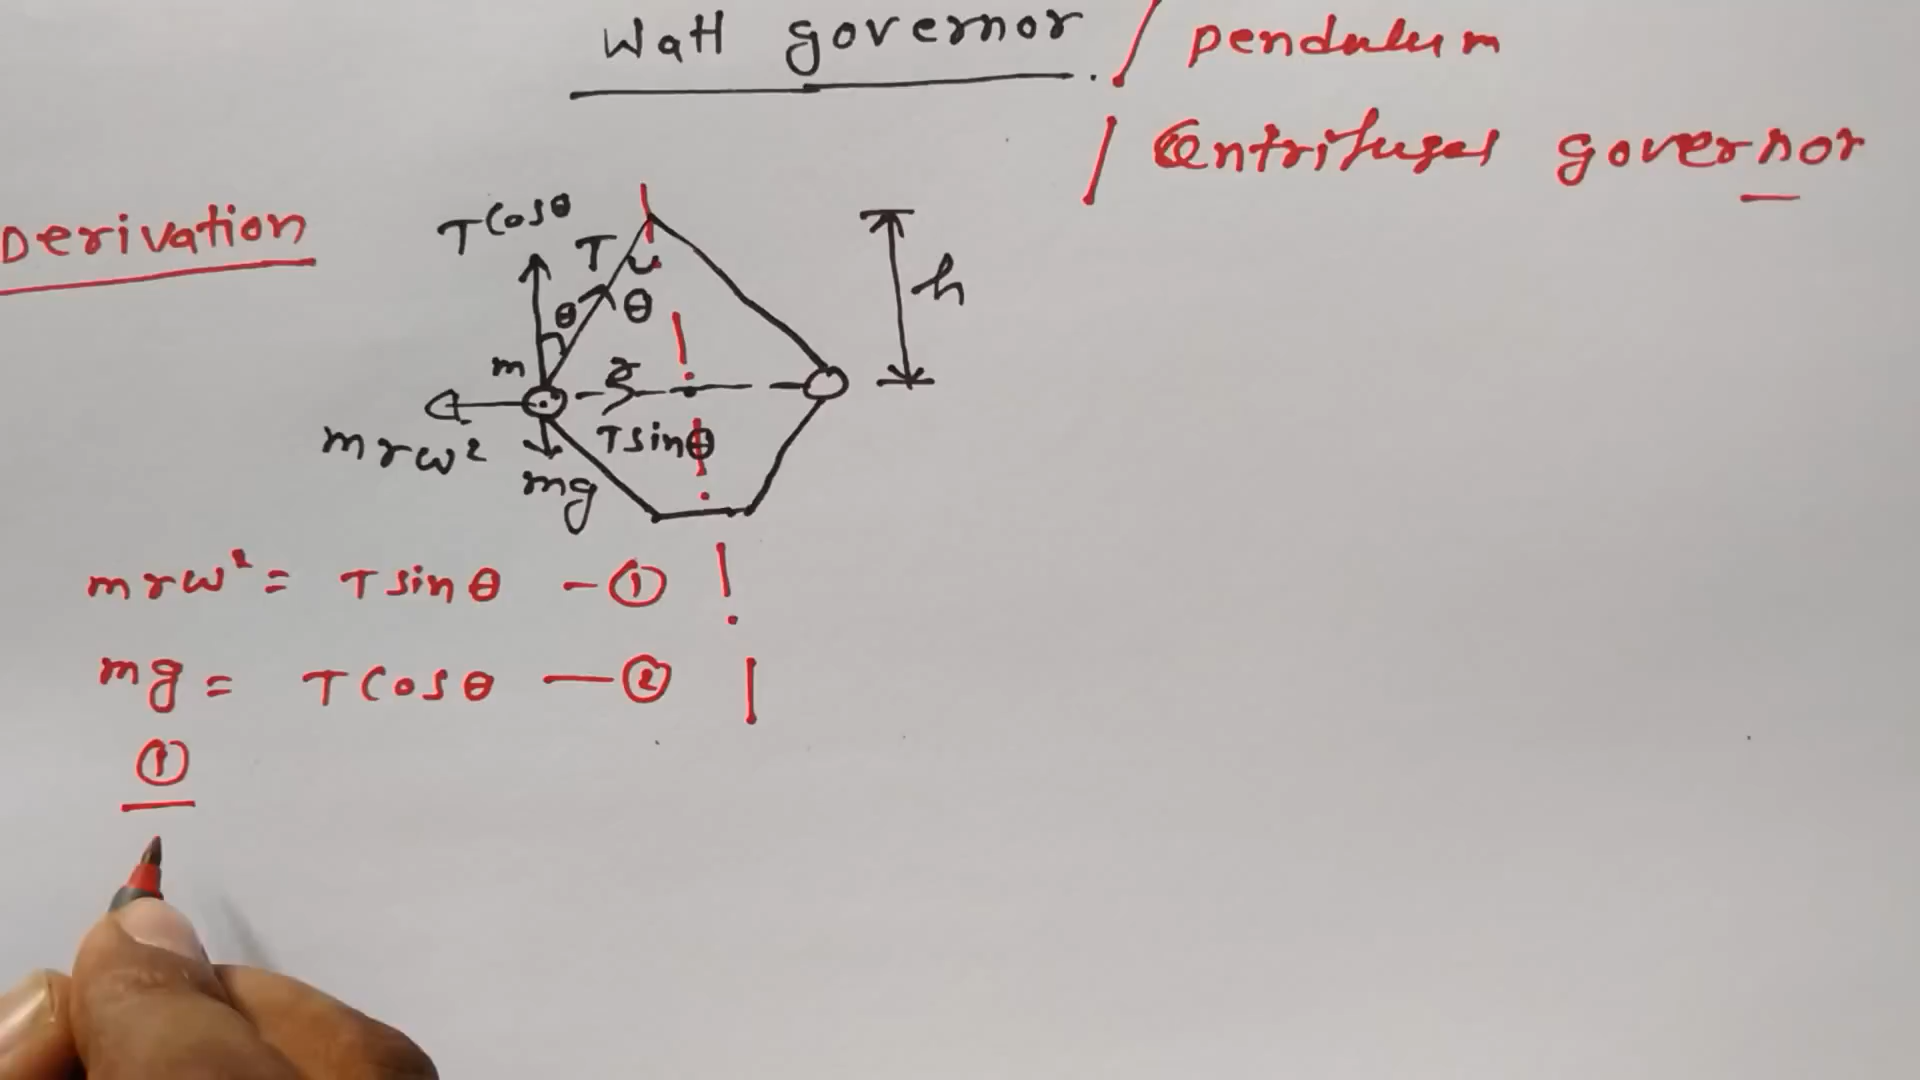 Watt governor. / pendulum
/ Centrifugal governor
Derivation
T cosθ
T
h
θ
θ
m
r
mrω²
T sinθ
mg
mrω² = T sinθ - ①
mg = T cosθ — ②
①